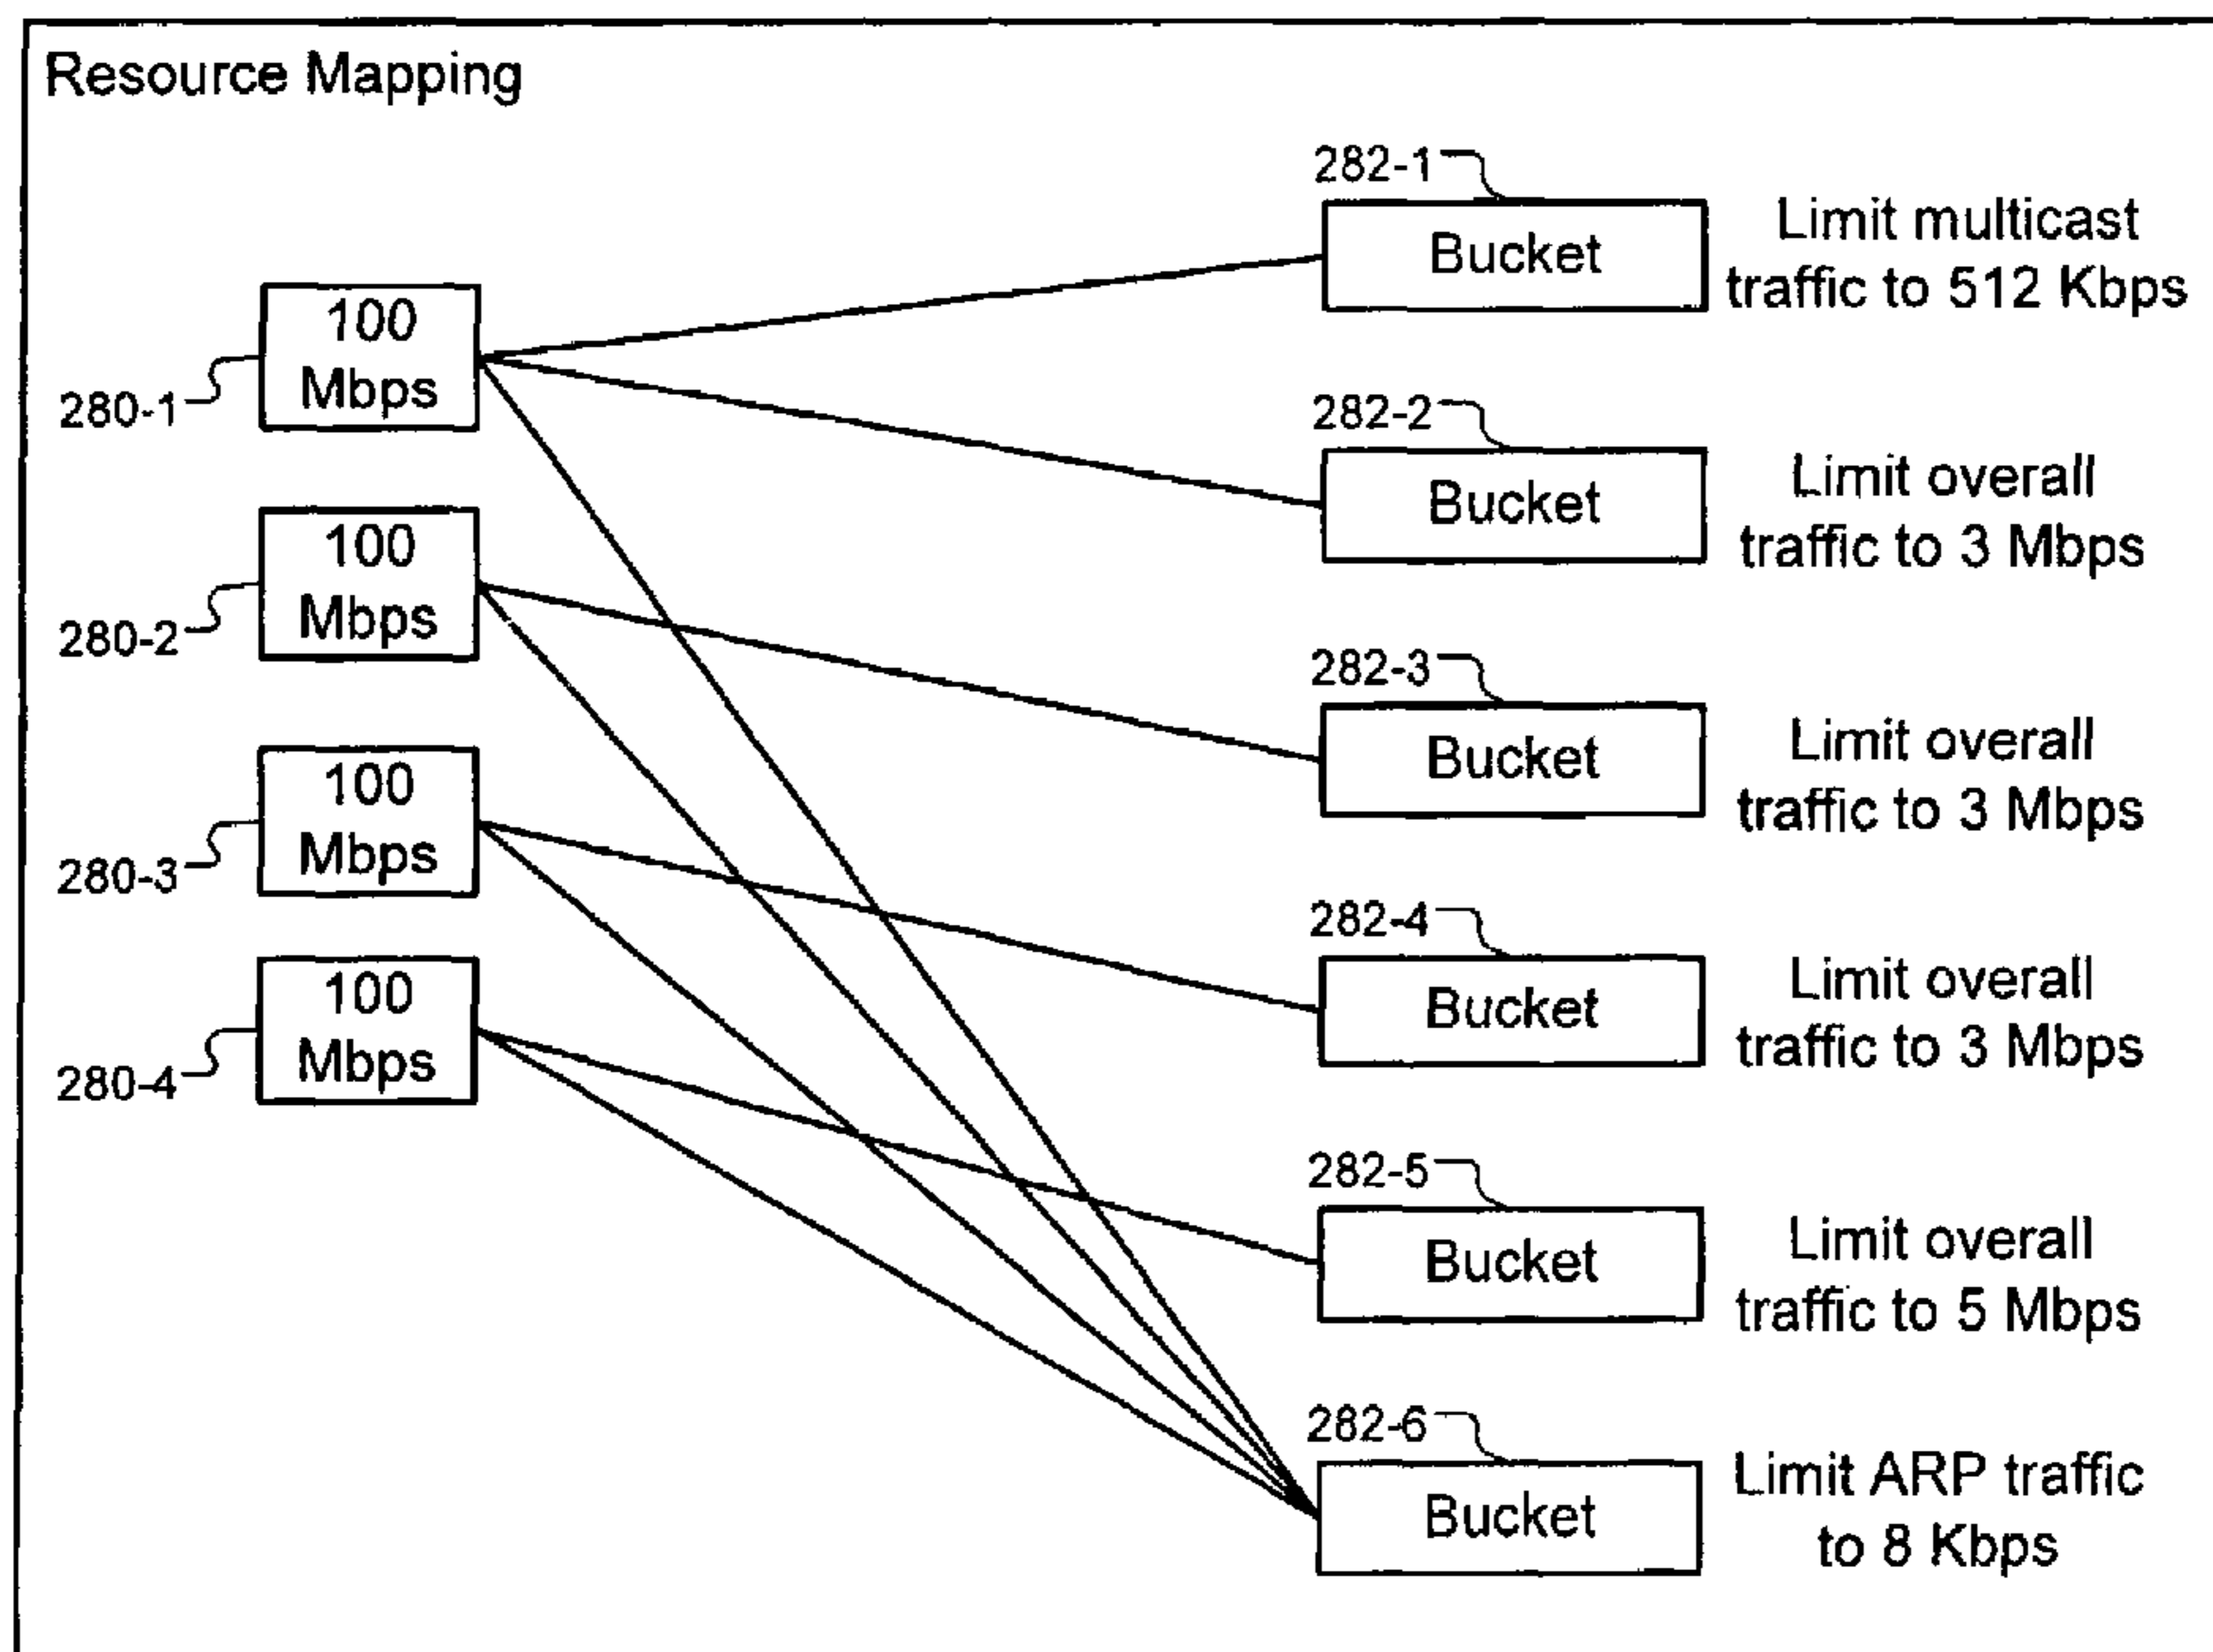 Resource Mapping
282-1
Bucket
Limit multicast
traffic to 512 Kbps
100
Mbps
280-1
282-2
Bucket
Limit overall
traffic to 3 Mbps
100
Mbps
280-2
282-3
Bucket
Limit overall
traffic to 3 Mbps
100
Mbps
280-3
282-4
Bucket
Limit overall
traffic to 3 Mbps
100
Mbps
280-4
282-5
Bucket
Limit overall
traffic to 5 Mbps
282-6
Bucket
Limit ARP traffic
to 8 Kbps